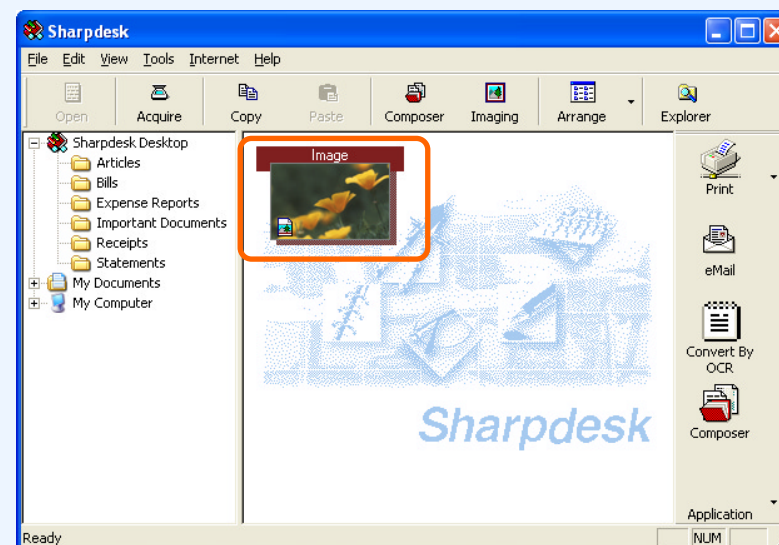 Sharpdesk
File Edit View Tools Internet Help
Open Acquire Copy Paste Composer Imaging Arrange Explorer
Sharpdesk Desktop
Articles
Bills
Expense Reports
Important Documents
Receipts
Statements
My Documents
My Computer
Image
Sharpdesk
Print
eMail
Convert By
OCR
Composer
Application
Ready NUM